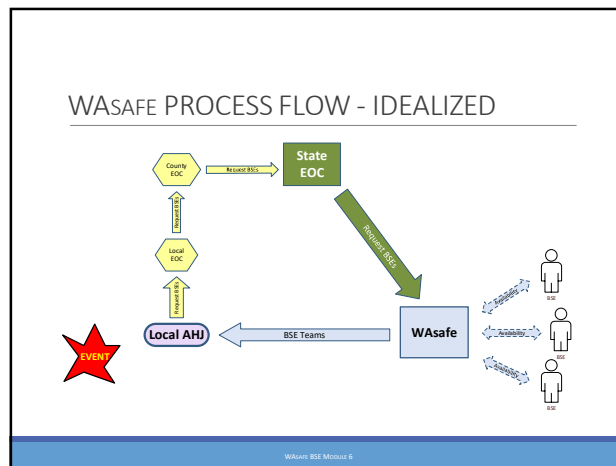 WASAFE PROCESS FLOW - IDEALIZED
County
EOC
Request BSEs
State
EOC
Request BSEs
Request BSEs
Local
EOC
Request BSEs
EVENT
Local AHJ
BSE Teams
WAsafe
Availability
BSE
Availability
BSE
Availability
BSE
WASAFE BSE MODULE 6